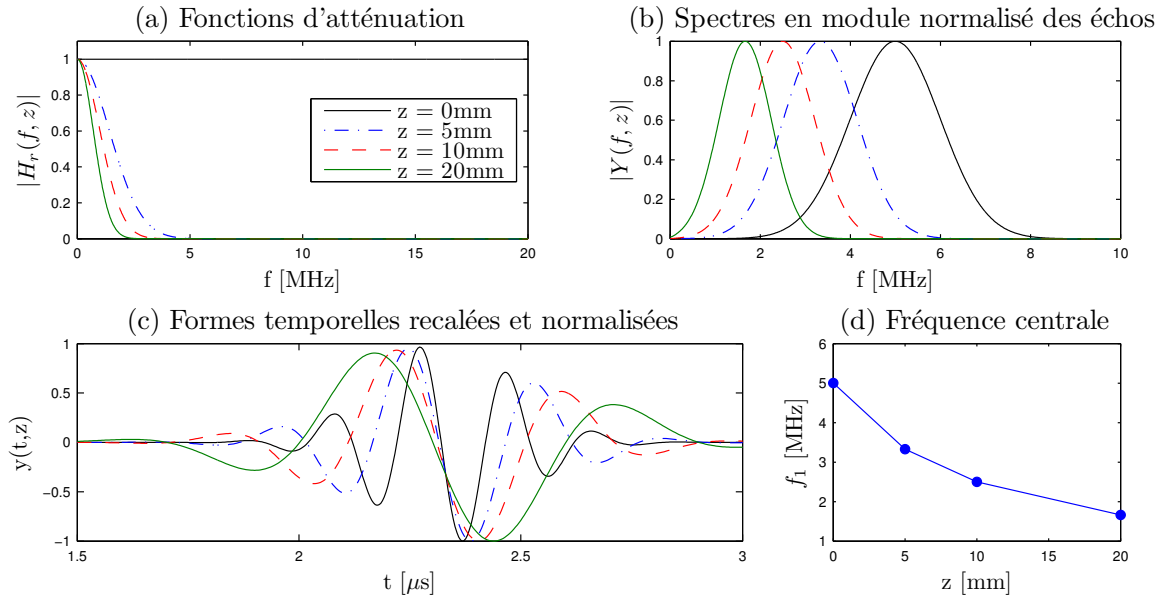 (a) Fonctions d'atténuation
1
0.8
0.6
0.4
0.2
0
|H_r(f, z)|
z = 0mm
z = 5mm
z = 10mm
z = 20mm
0 5 10 15 20
f [MHz]
(b) Spectres en module normalisé des échos
1
0.8
0.6
0.4
0.2
0
|Y(f, z)|
0 2 4 6 8 10
f [MHz]
(c) Formes temporelles recalées et normalisées
1
0.5
0
−0.5
−1
y(t,z)
1.5 2 2.5 3
t [μs]
(d) Fréquence centrale
6
5
4
3
2
1
f_1 [MHz]
0 5 10 15 20
z [mm]